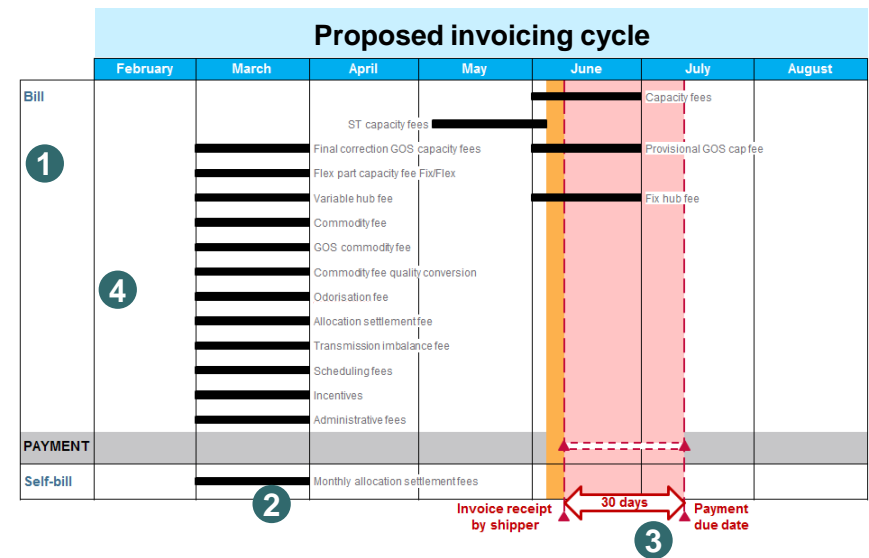 Proposed invoicing cycle
February March April May June July August
Bill
Capacity fees
ST capacity fees
1
Final correction GOS capacity fees
Provisional GOS cap fee
Flex part capacity fee Fix/Flex
Variable hub fee
Fix hub fee
Commodity fee
GOS commodity fee
Commodity fee quality conversion
4
Odorisation fee
Allocation settlement fee
Transmission imbalance fee
Scheduling fees
Incentives
Administrative fees
PAYMENT
Self-bill
Monthly allocation settlement fees
2
Invoice receipt
by shipper
30 days
Payment
due date
3